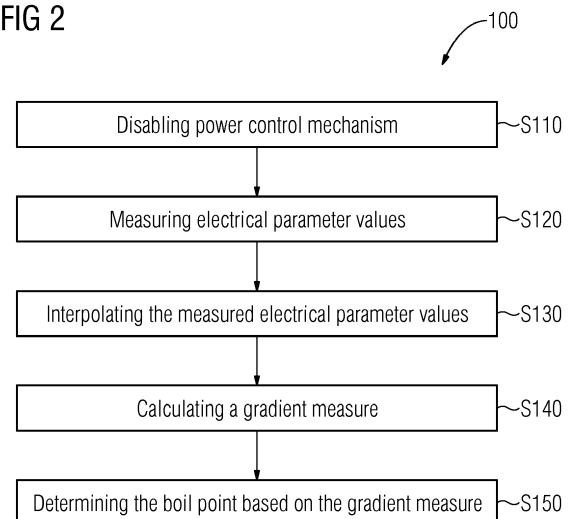 FIG 2
100
Disabling power control mechanism S110
Measuring electrical parameter values S120
Interpolating the measured electrical parameter values S130
Calculating a gradient measure S140
Determining the boil point based on the gradient measure S150